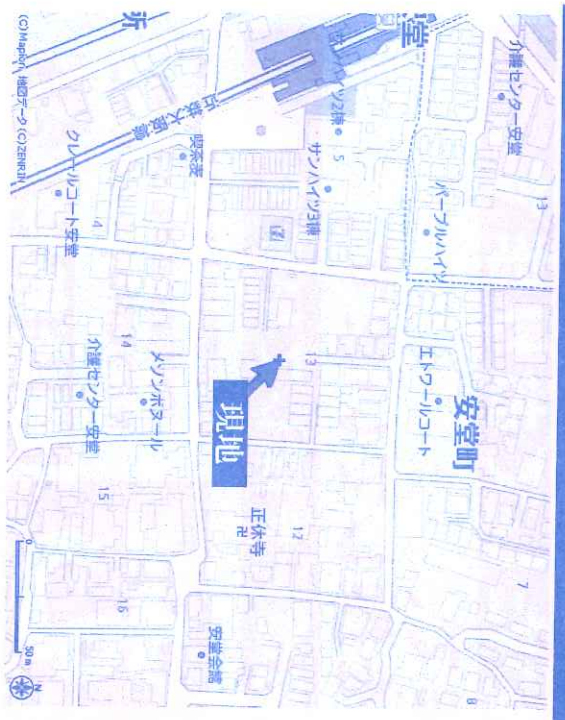 13
介護センター安堂
7
8
安堂町
パープルハイツ
エトワールコート
堂
サンハイツ2棟
5
サンハイツ3棟
13
12
正休寺
卍
現地
安堂会館
近鉄大阪線
喫茶麦
メゾンボヌール
14
16
15
介護センター安堂
4
クレールコート安堂
所
0 50m
N
(C)Mapion 地図データ(C)ZENRIN